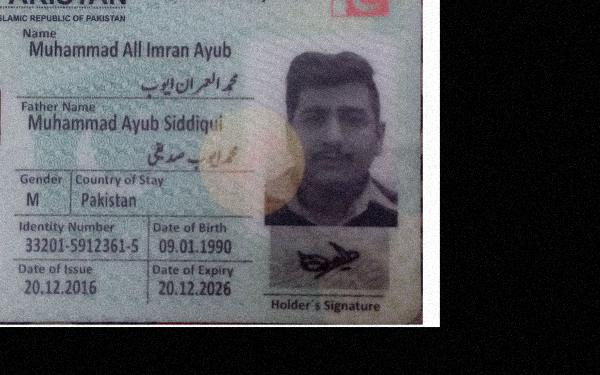 PAKISTAN
ISLAMIC REPUBLIC OF PAKISTAN
Name
Muhammad All Imran Ayub
محمد العمران ایوب
Father Name
Muhammad Ayub Siddiqui
محمد ایوب صدیقی
Gender Country of Stay
M Pakistan
Identity Number Date of Birth
33201-5912361-5 09.01.1990
Date of Issue Date of Expiry
20.12.2016 20.12.2026
Holder's Signature